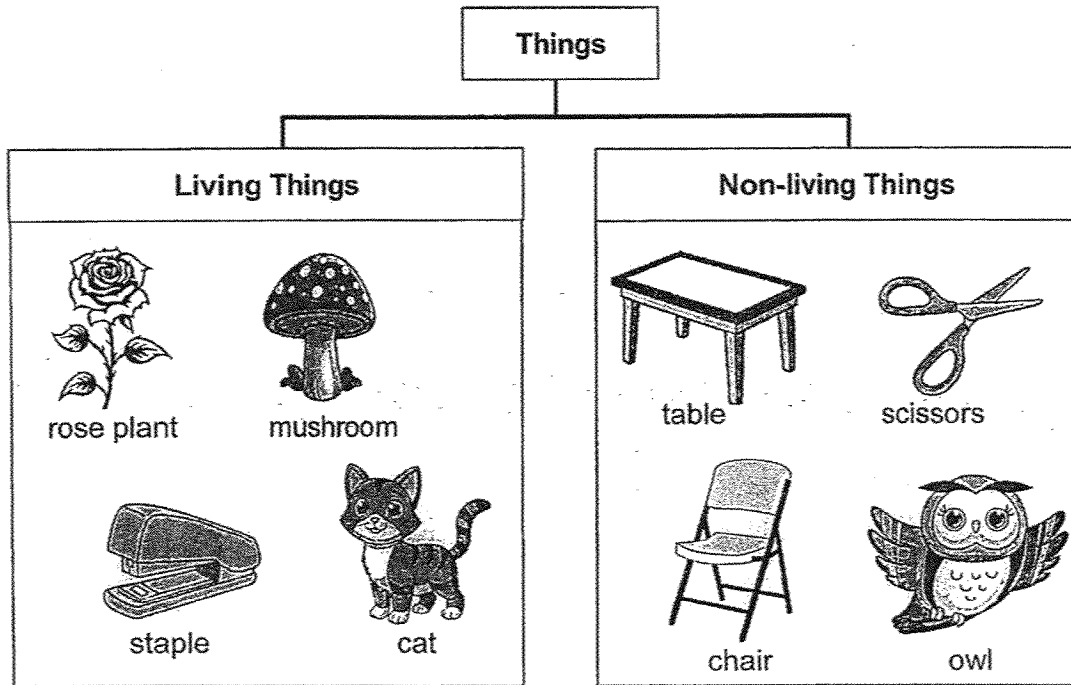 Things
Living Things
Non-living Things
rose plant
mushroom
table
scissors
staple
cat
chair
owl